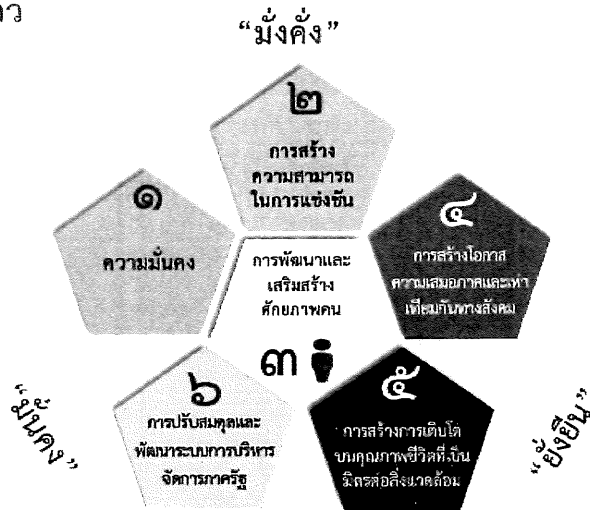 “มั่งคั่ง”
๒
การสร้าง
ความสามารถ
ในการแข่งขัน
๑
ความมั่นคง
การพัฒนาและ
เสริมสร้าง
ศักยภาพคน
๓
๔
การสร้างโอกาส
ความเสมอภาคและเท่า
เทียมกันทางสังคม
๖
การปรับสมดุลและ
พัฒนาระบบการบริหาร
จัดการภาครัฐ
๕
การสร้างการเติบโต
บนคุณภาพชีวิตที่เป็น
มิตรต่อสิ่งแวดล้อม
“มั่นคง”
“ยั่งยืน”